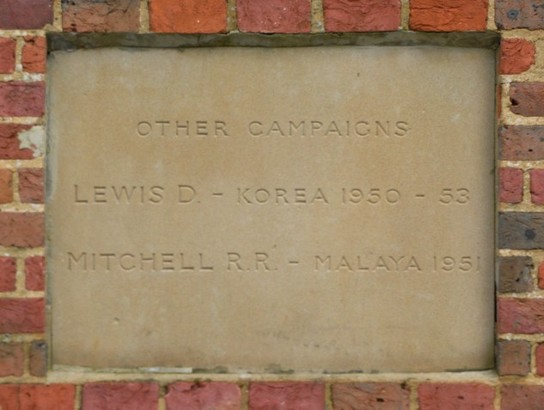 OTHER CAMPAIGNS
LEWIS D. - KOREA 1950 - 53
MITCHELL R.R. - MALAYA 1951